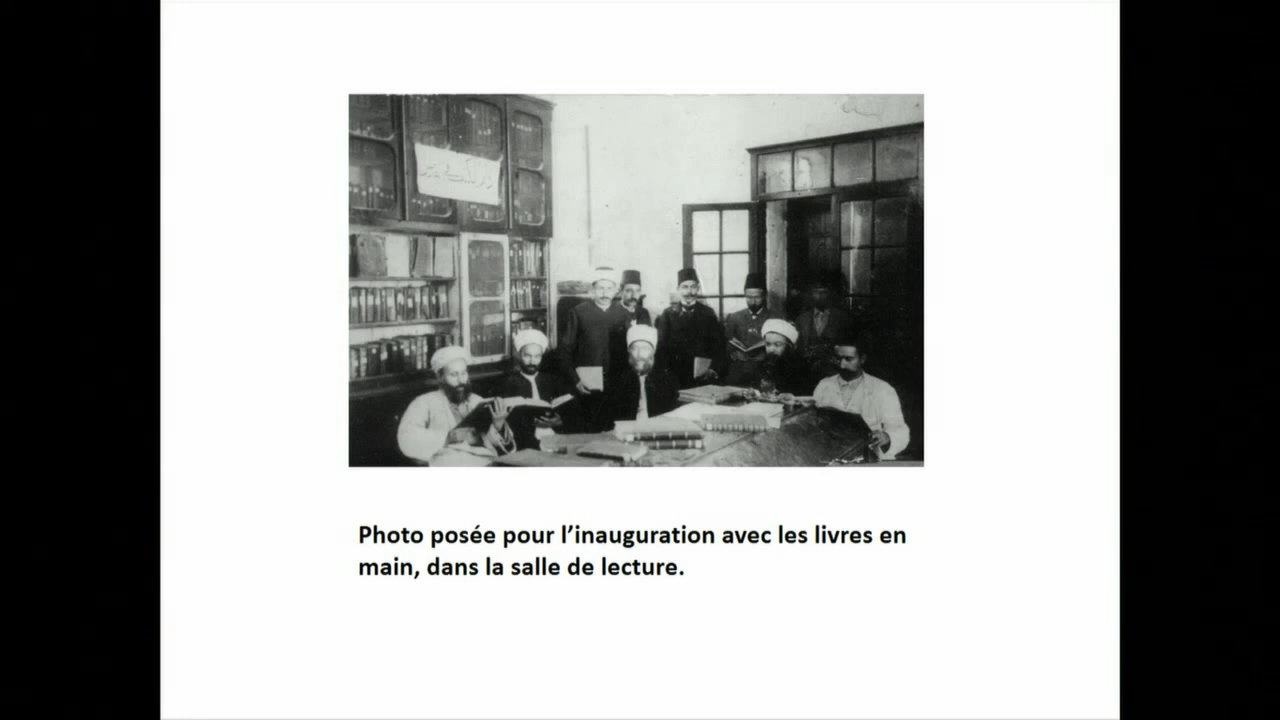 Photo posée pour l’inauguration avec les livres en
main, dans la salle de lecture.